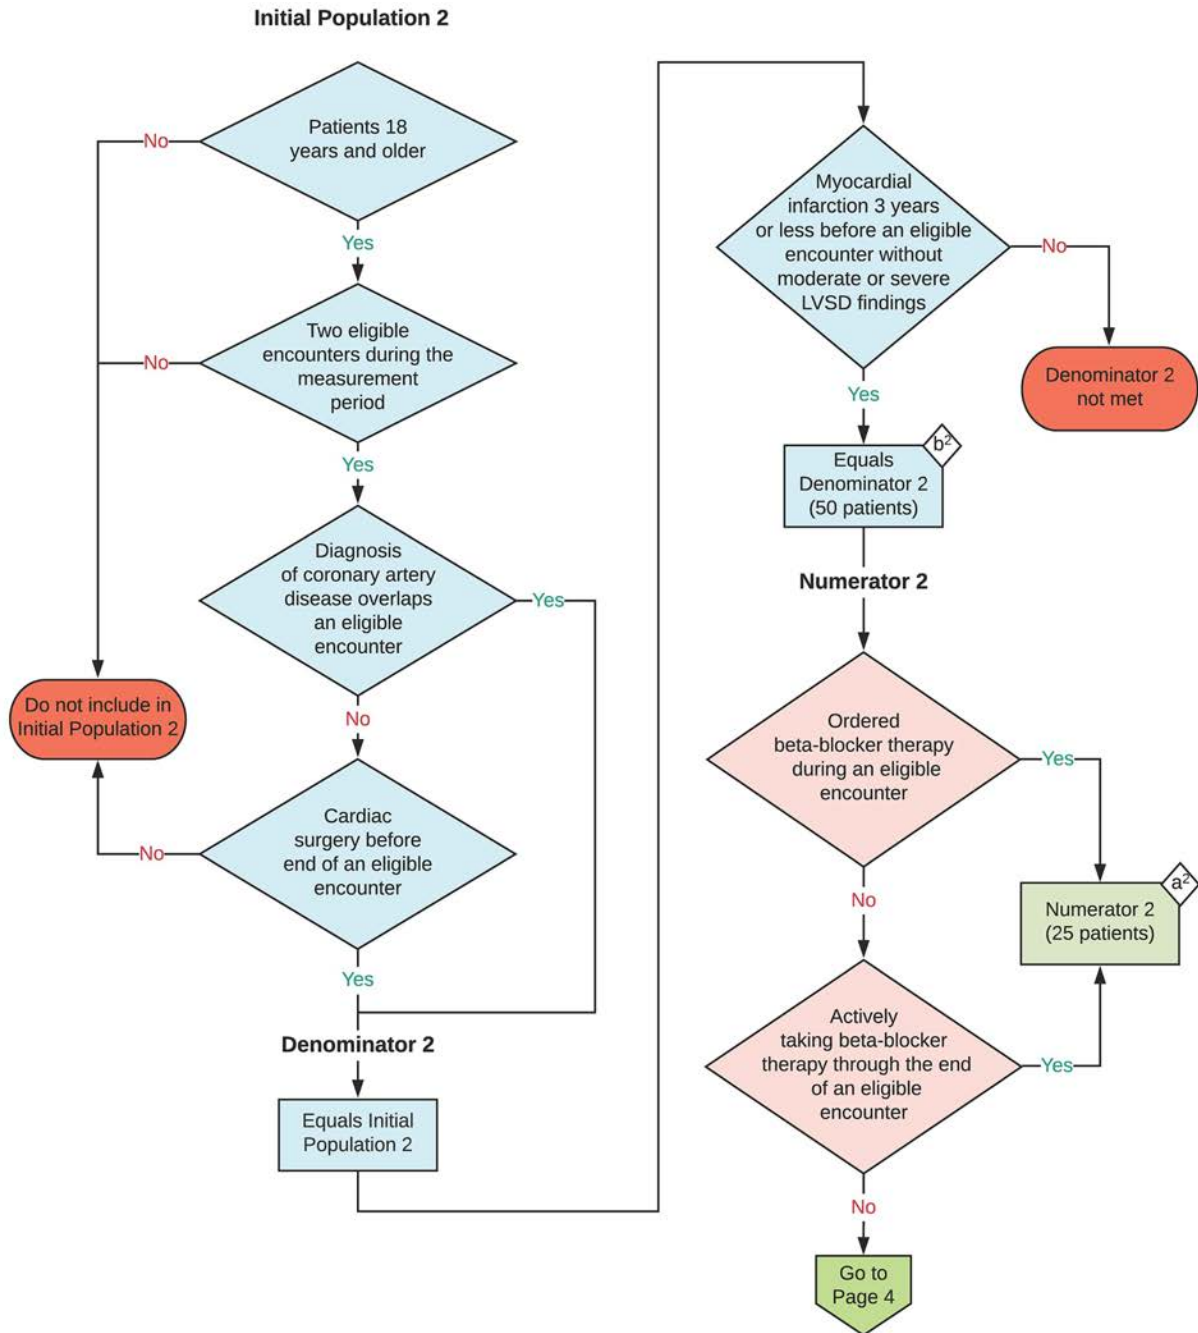 Initial Population 2
Patients 18
years and older
No
Yes
Two eligible
encounters during the
measurement
period
No
Yes
Diagnosis
of coronary artery
disease overlaps
an eligible
encounter
Yes
No
Do not include in
Initial Population 2
Cardiac
surgery before
end of an eligible
encounter
No
Yes
Denominator 2
Equals Initial
Population 2
Myocardial
infarction 3 years
or less before an eligible
encounter without
moderate or severe
LVSD findings
No
Denominator 2
not met
Yes
b²
Equals
Denominator 2
(50 patients)
Numerator 2
Ordered
beta-blocker therapy
during an eligible
encounter
Yes
No
a²
Numerator 2
(25 patients)
Actively
taking beta-blocker
therapy through the end
of an eligible
encounter
Yes
No
Go to
Page 4